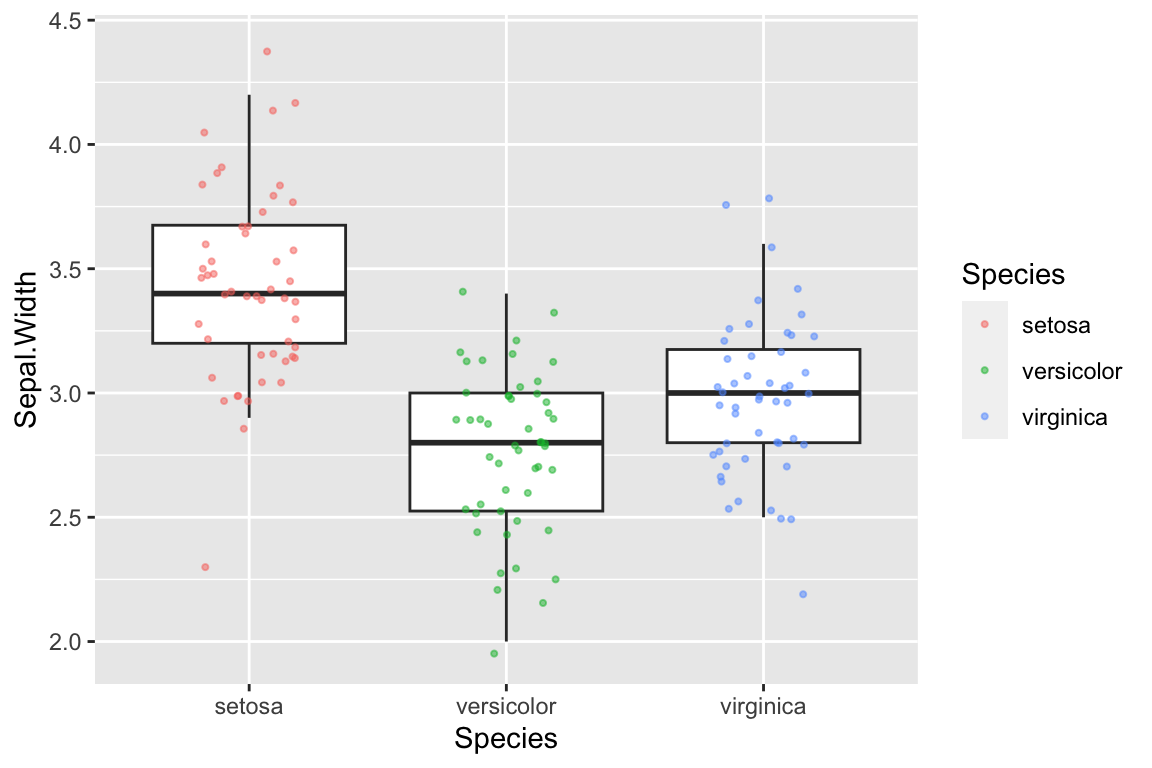 4.5
4.0
3.5
3.0
2.5
2.0
Sepal.Width
setosa
versicolor
virginica
Species
Species
setosa
versicolor
virginica